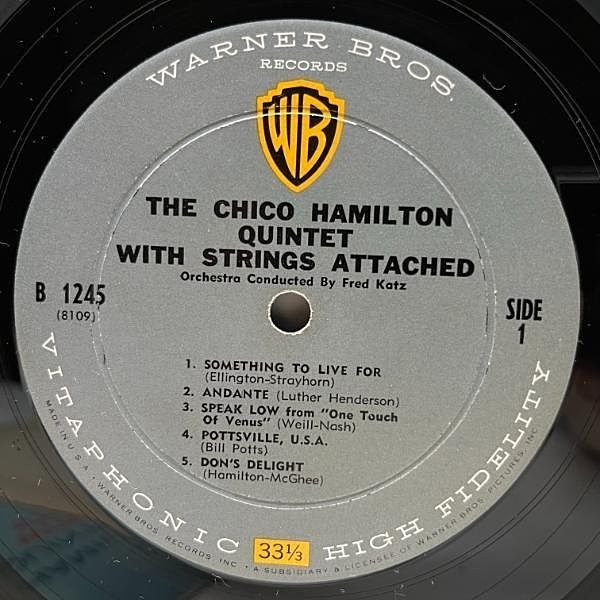 WARNER BROS.
RECORDS
WB
THE CHICO HAMILTON
QUINTET
WITH STRINGS ATTACHED
Orchestra Conducted By Fred Katz
B 1245
(8109)
SIDE
1
1. SOMETHING TO LIVE FOR
(Ellington-Strayhorn)
2. ANDANTE (Luther Henderson)
3. SPEAK LOW from "One Touch
Of Venus" (Weill-Nash)
4. POTTSVILLE, U.S.A.
(Bill Potts)
5. DON'S DELIGHT
(Hamilton-McGhee)
VITAPHONIC HIGH FIDELITY
33⅓
MADE IN U.S.A. • WARNER BROS. RECORDS, INC. • A SUBSIDIARY & LICENSEE OF WARNER BROS. PICTURES, INC.